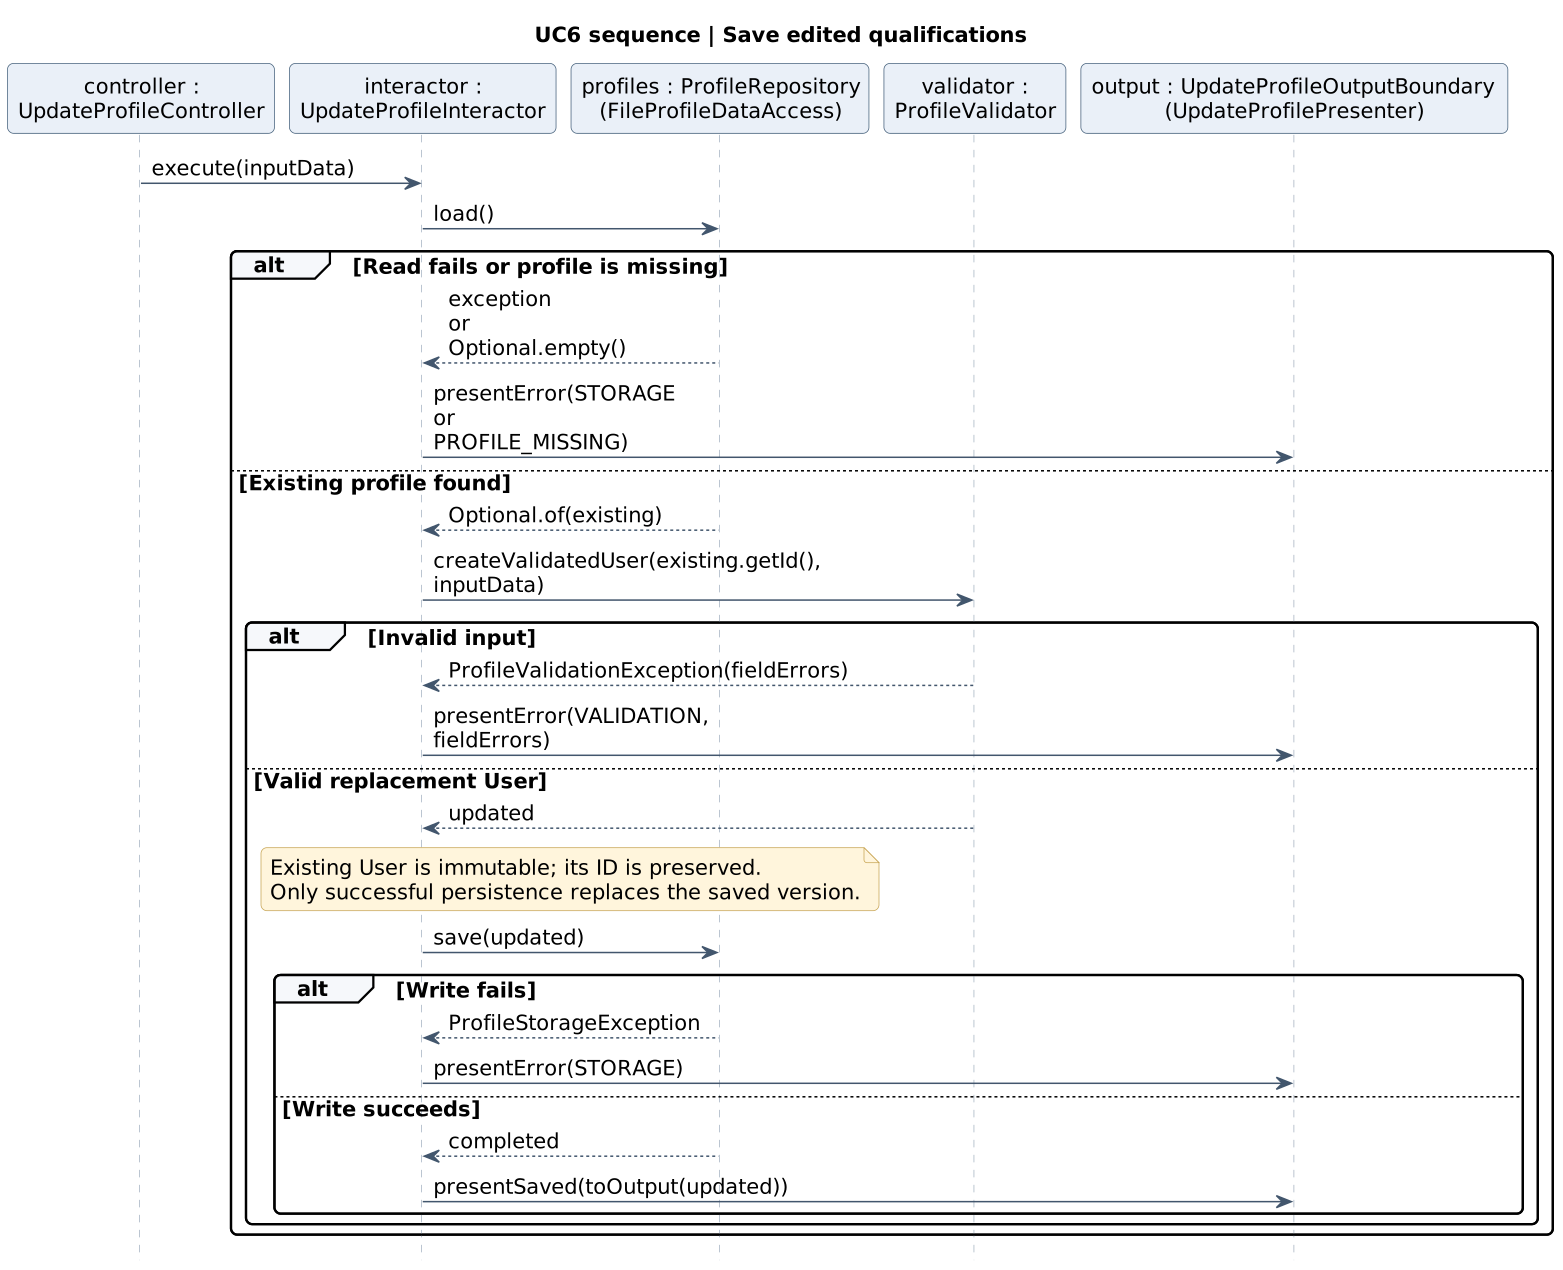 UC6 sequence | Save edited qualifications
controller :
UpdateProfileController
interactor :
UpdateProfileInteractor
profiles : ProfileRepository
(FileProfileDataAccess)
validator :
ProfileValidator
output : UpdateProfileOutputBoundary
(UpdateProfilePresenter)
execute(inputData)
load()
alt [Read fails or profile is missing]
exception
or
Optional.empty()
presentError(STORAGE
or
PROFILE_MISSING)
[Existing profile found]
Optional.of(existing)
createValidatedUser(existing.getId(),
inputData)
alt [Invalid input]
ProfileValidationException(fieldErrors)
presentError(VALIDATION,
fieldErrors)
[Valid replacement User]
updated
Existing User is immutable; its ID is preserved.
Only successful persistence replaces the saved version.
save(updated)
alt [Write fails]
ProfileStorageException
presentError(STORAGE)
[Write succeeds]
completed
presentSaved(toOutput(updated))